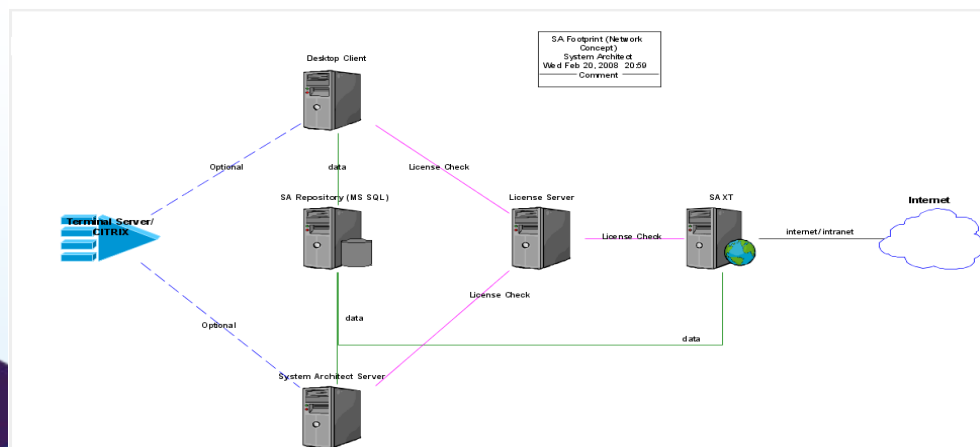 SA Footprint (Network
Concept)
System Architect
Wed Feb 20, 2008 20:59
Comment
Desktop Client
Optional
data
License Check
SA Repository (MS SQL)
License Server
SAXT
Internet
Terminal Server/
CITRIX
License Check
internet/intranet
License Check
data
Optional
data
System Architect Server